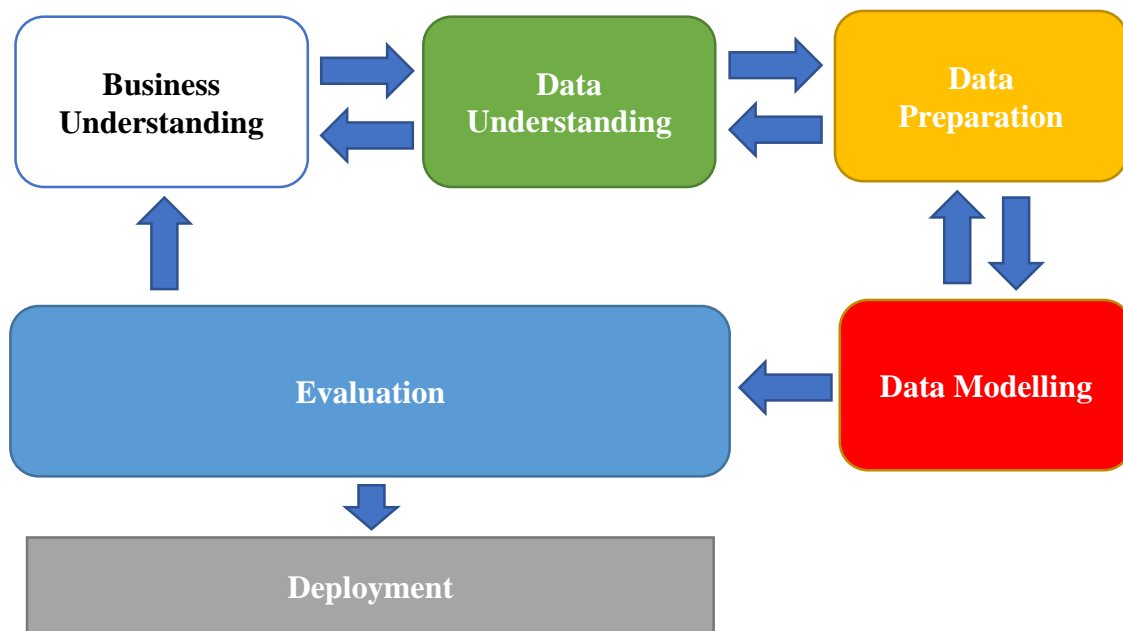 Business
Understanding
Data
Understanding
Data
Preparation
Evaluation
Data Modelling
Deployment